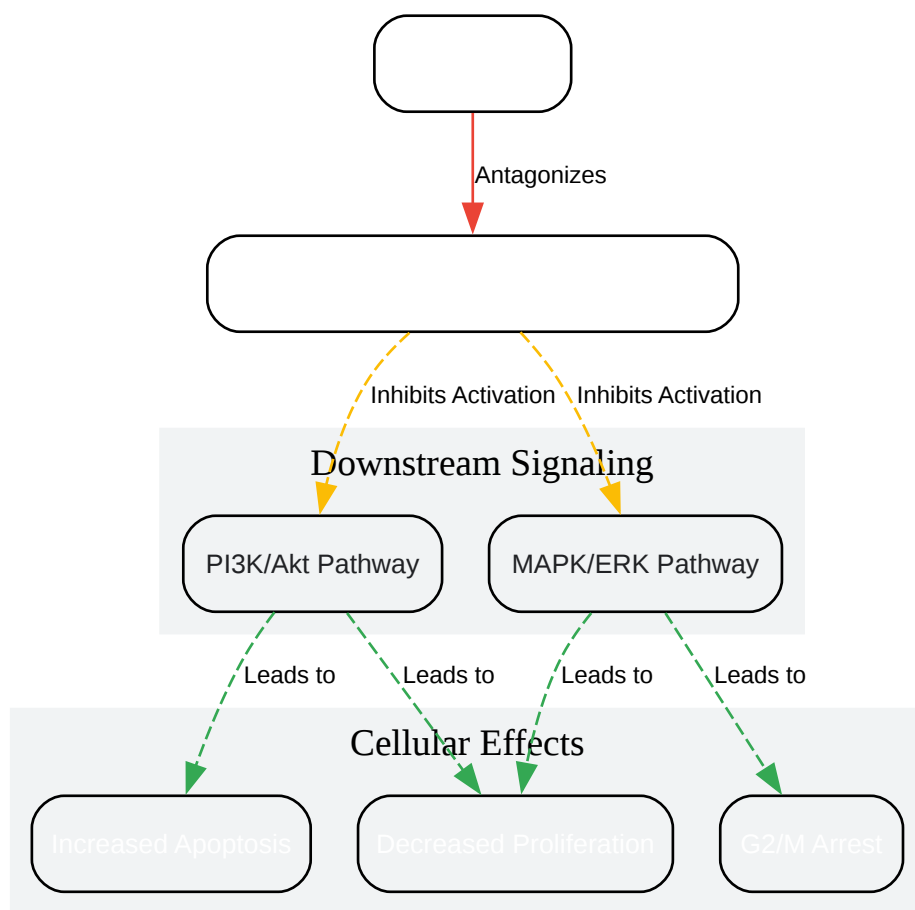 Antagonizes
Inhibits Activation Inhibits Activation
Downstream Signaling
PI3K/Akt Pathway MAPK/ERK Pathway
Leads to Leads to Leads to Leads to
Cellular Effects
Increased Apoptosis Decreased Proliferation G2/M Arrest